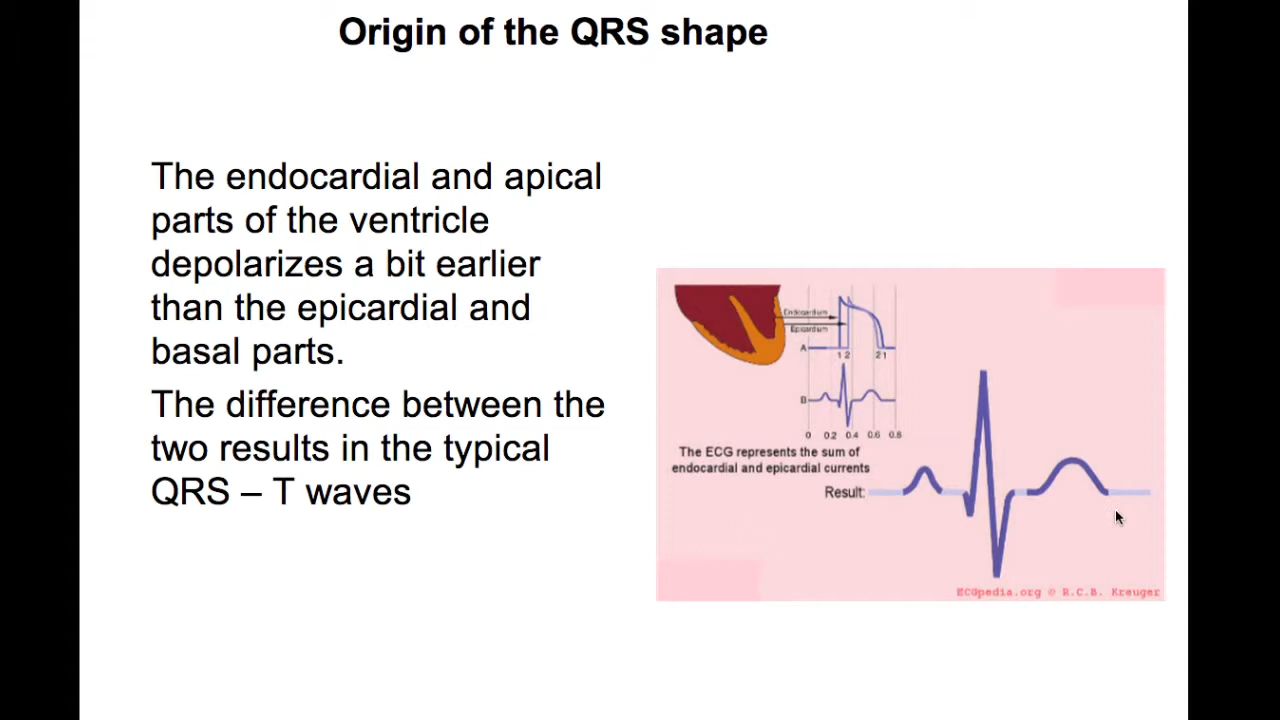 Origin of the QRS shape
The endocardial and apical
parts of the ventricle
depolarizes a bit earlier
than the epicardial and
basal parts.
The difference between the
two results in the typical
QRS – T waves
Endocardium
Epicardium
A
1 2
2 1
B
0 0.2 0.4 0.6 0.8
The ECG represents the sum of
endocardial and epicardial currents
Result:
ECGpedia.org © R.C.B. Kreuger